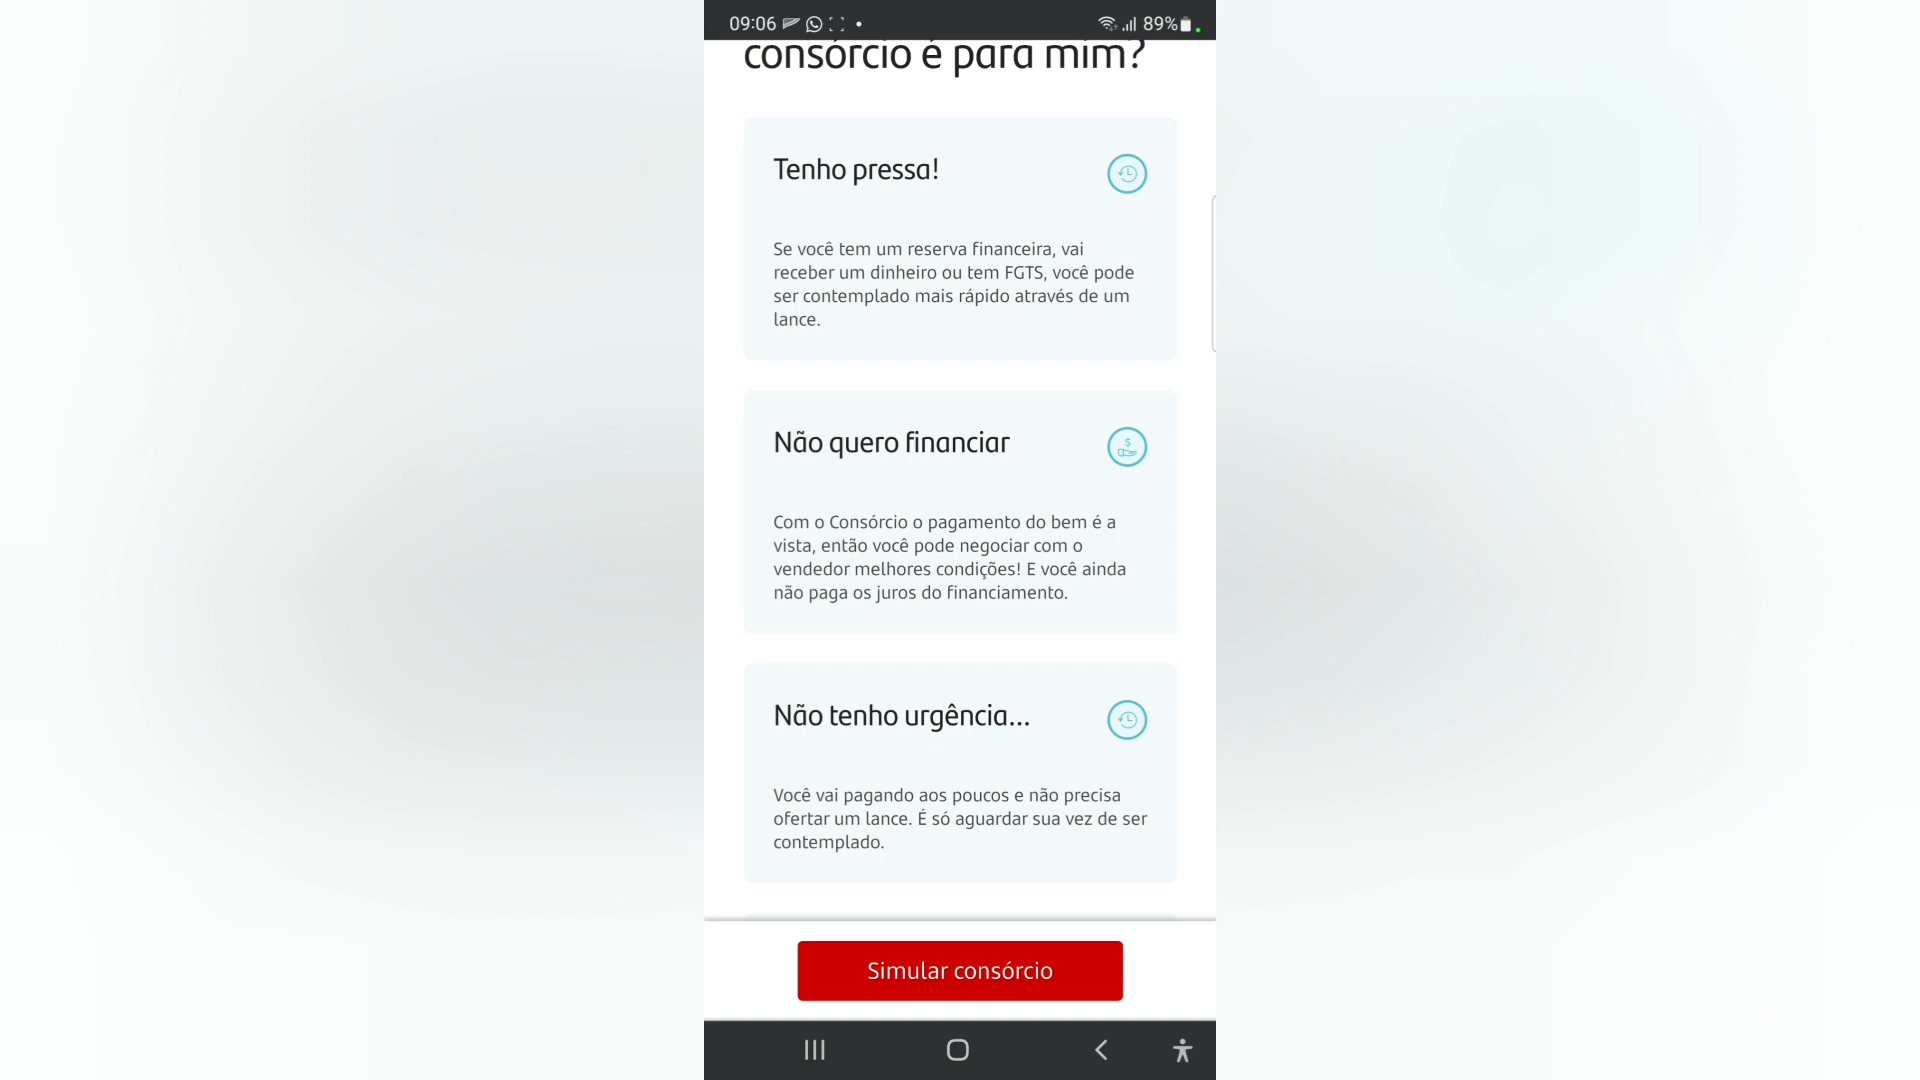 09:06
89%
consórcio é para mim?
Tenho pressa!
Se você tem um reserva financeira, vai
receber um dinheiro ou tem FGTS, você pode
ser contemplado mais rápido através de um
lance.
Não quero financiar
$
Com o Consórcio o pagamento do bem é a
vista, então você pode negociar com o
vendedor melhores condições! E você ainda
não paga os juros do financiamento.
Não tenho urgência...
Você vai pagando aos poucos e não precisa
ofertar um lance. É só aguardar sua vez de ser
contemplado.
Simular consórcio